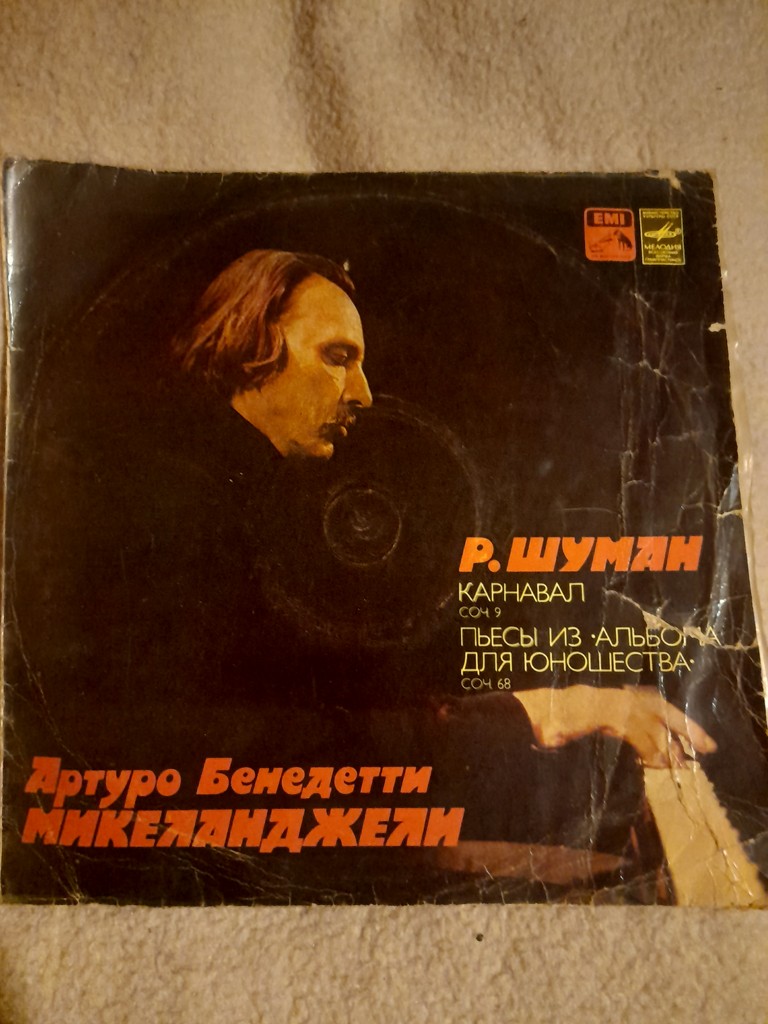 EMI
МЕЛОДИЯ
Р. ШУМАН
КАРНАВАЛ
СОЧ. 9
ПЬЕСЫ ИЗ «АЛЬБОМА
ДЛЯ ЮНОШЕСТВА»
СОЧ. 68
Артуро Бенедетти
МИКЕЛАНДЖЕЛИ